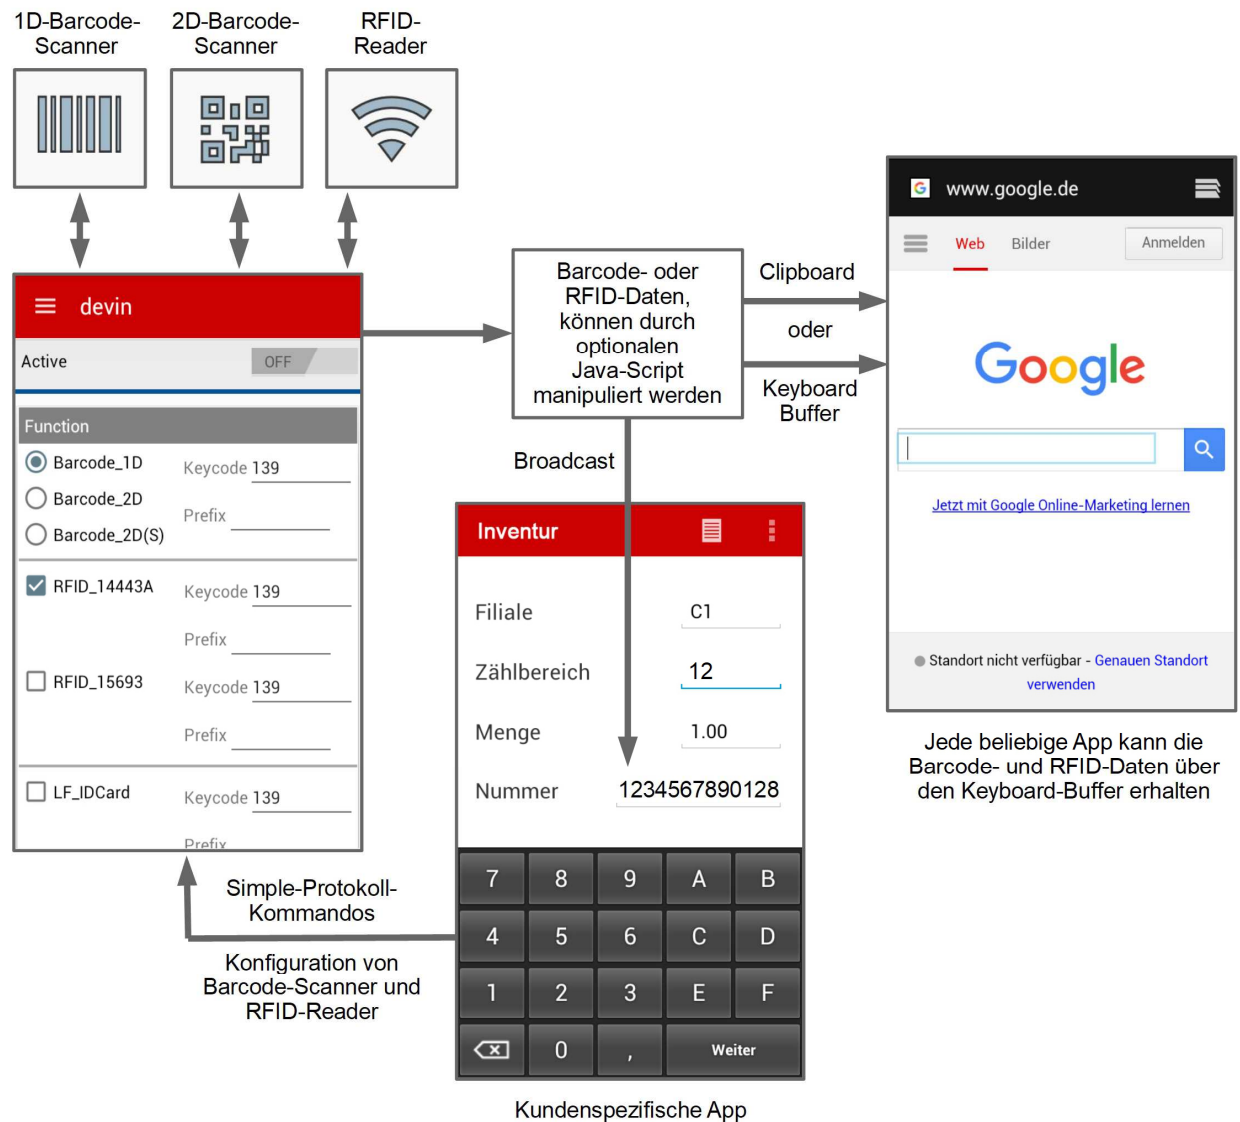 1D-Barcode-
Scanner
2D-Barcode-
Scanner
RFID-
Reader
devin
Active
OFF
Function
Barcode_1D
Keycode 139
Barcode_2D
Prefix
Barcode_2D(S)
RFID_14443A
Keycode 139
Prefix
RFID_15693
Keycode 139
Prefix
LF_IDCard
Keycode 139
Prefix
Barcode- oder
RFID-Daten,
können durch
optionalen
Java-Script
manipuliert werden
Clipboard
oder
Keyboard
Buffer
Broadcast
G www.google.de
Web Bilder
Anmelden
Google
Jetzt mit Google Online-Marketing lernen
Standort nicht verfügbar - Genauen Standort
verwenden
Jede beliebige App kann die
Barcode- und RFID-Daten über
den Keyboard-Buffer erhalten
Inventur
Filiale C1
Zählbereich 12
Menge 1.00
Nummer 1234567890128
7 8 9 A B
4 5 6 C D
1 2 3 E F
0 , Weiter
Simple-Protokoll-
Kommandos
Konfiguration von
Barcode-Scanner und
RFID-Reader
Kundenspezifische App